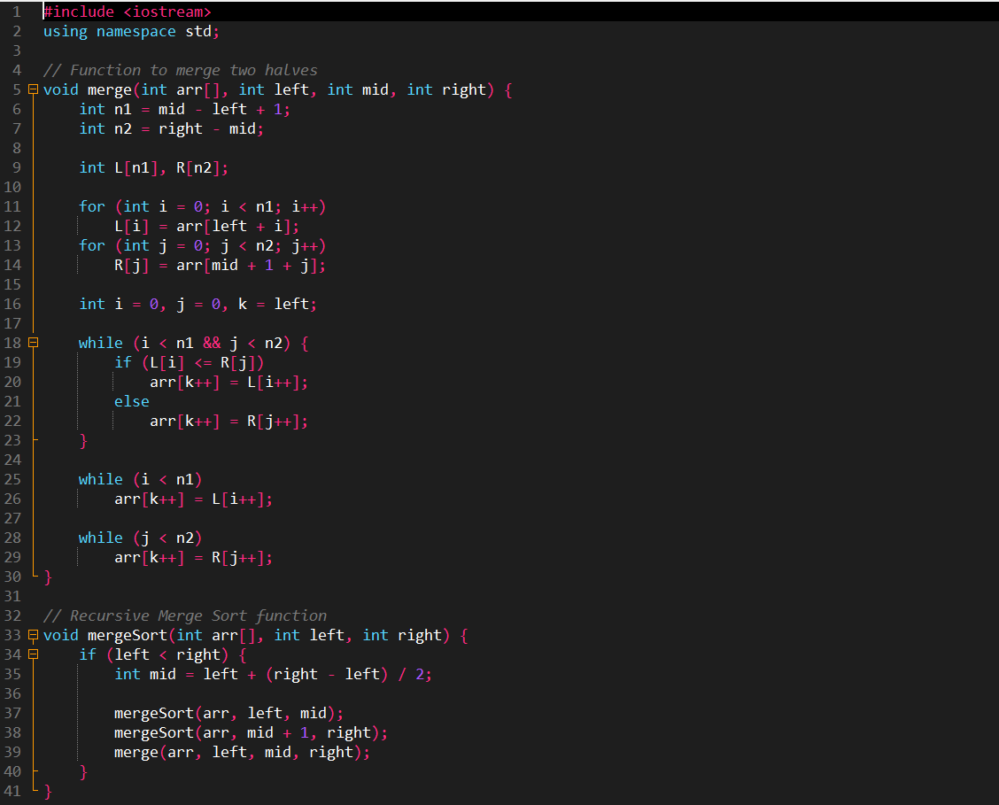 1 #include <iostream>
2 using namespace std;
3
4 // Function to merge two halves
5 void merge(int arr[], int left, int mid, int right) {
6     int n1 = mid - left + 1;
7     int n2 = right - mid;
8
9     int L[n1], R[n2];
10
11     for (int i = 0; i < n1; i++)
12         L[i] = arr[left + i];
13     for (int j = 0; j < n2; j++)
14         R[j] = arr[mid + 1 + j];
15
16     int i = 0, j = 0, k = left;
17
18     while (i < n1 && j < n2) {
19         if (L[i] <= R[j])
20             arr[k++] = L[i++];
21         else
22             arr[k++] = R[j++];
23     }
24
25     while (i < n1)
26         arr[k++] = L[i++];
27
28     while (j < n2)
29         arr[k++] = R[j++];
30 }
31
32 // Recursive Merge Sort function
33 void mergeSort(int arr[], int left, int right) {
34     if (left < right) {
35         int mid = left + (right - left) / 2;
36
37         mergeSort(arr, left, mid);
38         mergeSort(arr, mid + 1, right);
39         merge(arr, left, mid, right);
40     }
41 }